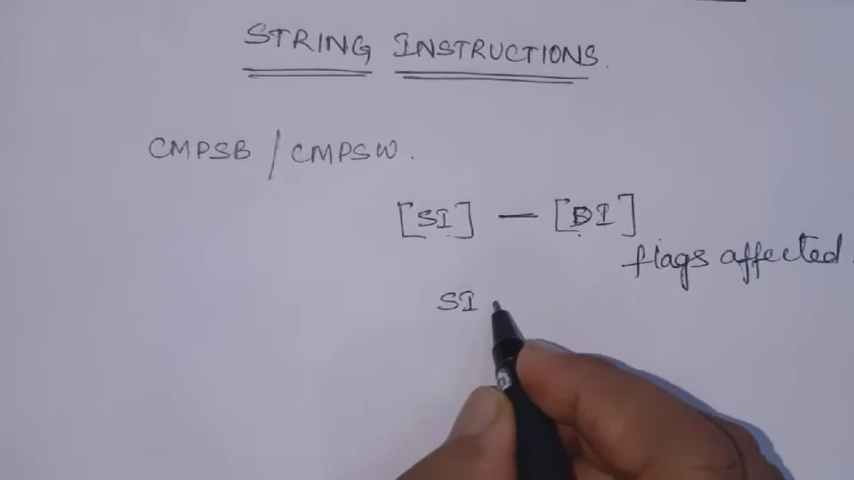 STRING INSTRUCTIONS.
CMPSB / CMPSW.
[SI] — [DI]
flags affected.
SI